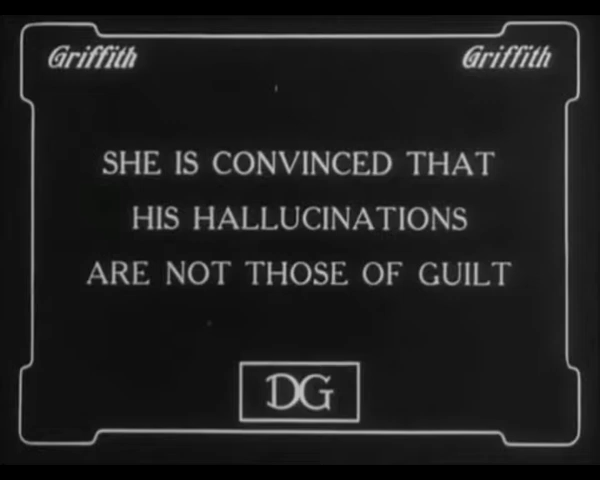 Griffith Griffith
SHE IS CONVINCED THAT
HIS HALLUCINATIONS
ARE NOT THOSE OF GUILT
DG